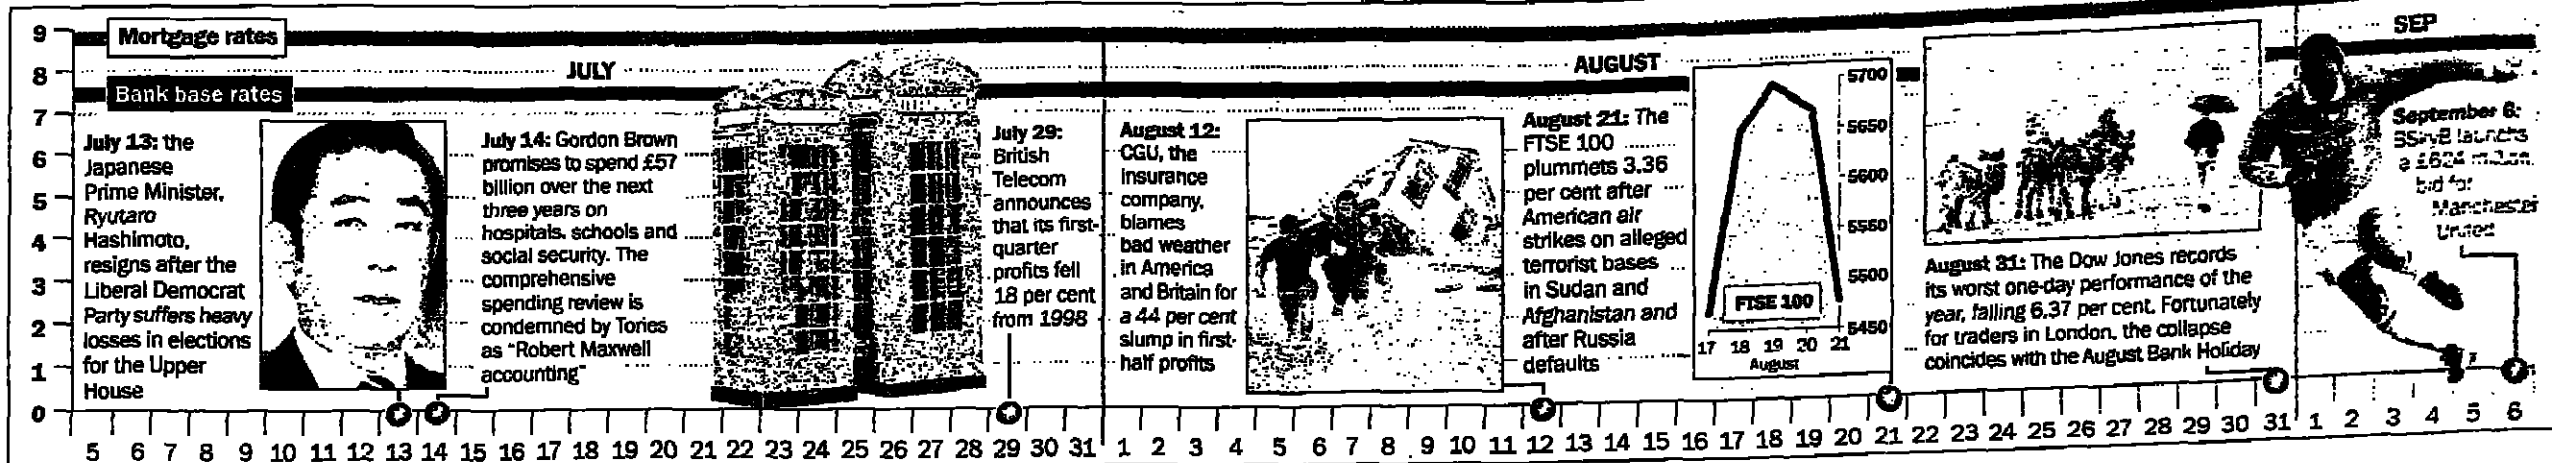 9
8
7
6
5
4
3
2
1
0
Mortgage rates
Bank base rates
JULY
AUGUST
SEP
July 13: the
Japanese
Prime Minister,
Ryutaro
Hashimoto,
resigns after the
Liberal Democrat
Party suffers heavy
losses in elections
for the Upper
House
July 14: Gordon Brown
promises to spend £57
billion over the next
three years on
hospitals, schools and
social security. The
comprehensive
spending review is
condemned by Tories
as "Robert Maxwell
accounting"
July 29:
British
Telecom
announces
that its first-
quarter
profits fell
18 per cent
from 1998
August 12:
CGU, the
insurance
company,
blames
bad weather
in America
and Britain for
a 44 per cent
slump in first-
half profits
August 21: The
FTSE 100
plummets 3.36
per cent after
American air
strikes on alleged
terrorist bases
in Sudan and
Afghanistan and
after Russia
defaults
5700
5650
5600
5550
5500
5450
FTSE 100
17 18 19 20 21
August
August 31: The Dow Jones records
its worst one-day performance of the
year, falling 6.37 per cent. Fortunately
for traders in London, the collapse
coincides with the August Bank Holiday
September 6:
BSkyB launches
a £624 million
bid for
Manchester
United
5 6 7 8 9 10 11 12 13 14 15 16 17 18 19 20 21 22 23 24 25 26 27 28 29 30 31 1 2 3 4 5 6 7 8 9 10 11 12 13 14 15 16 17 18 19 20 21 22 23 24 25 26 27 28 29 30 31 1 2 3 4 5 6